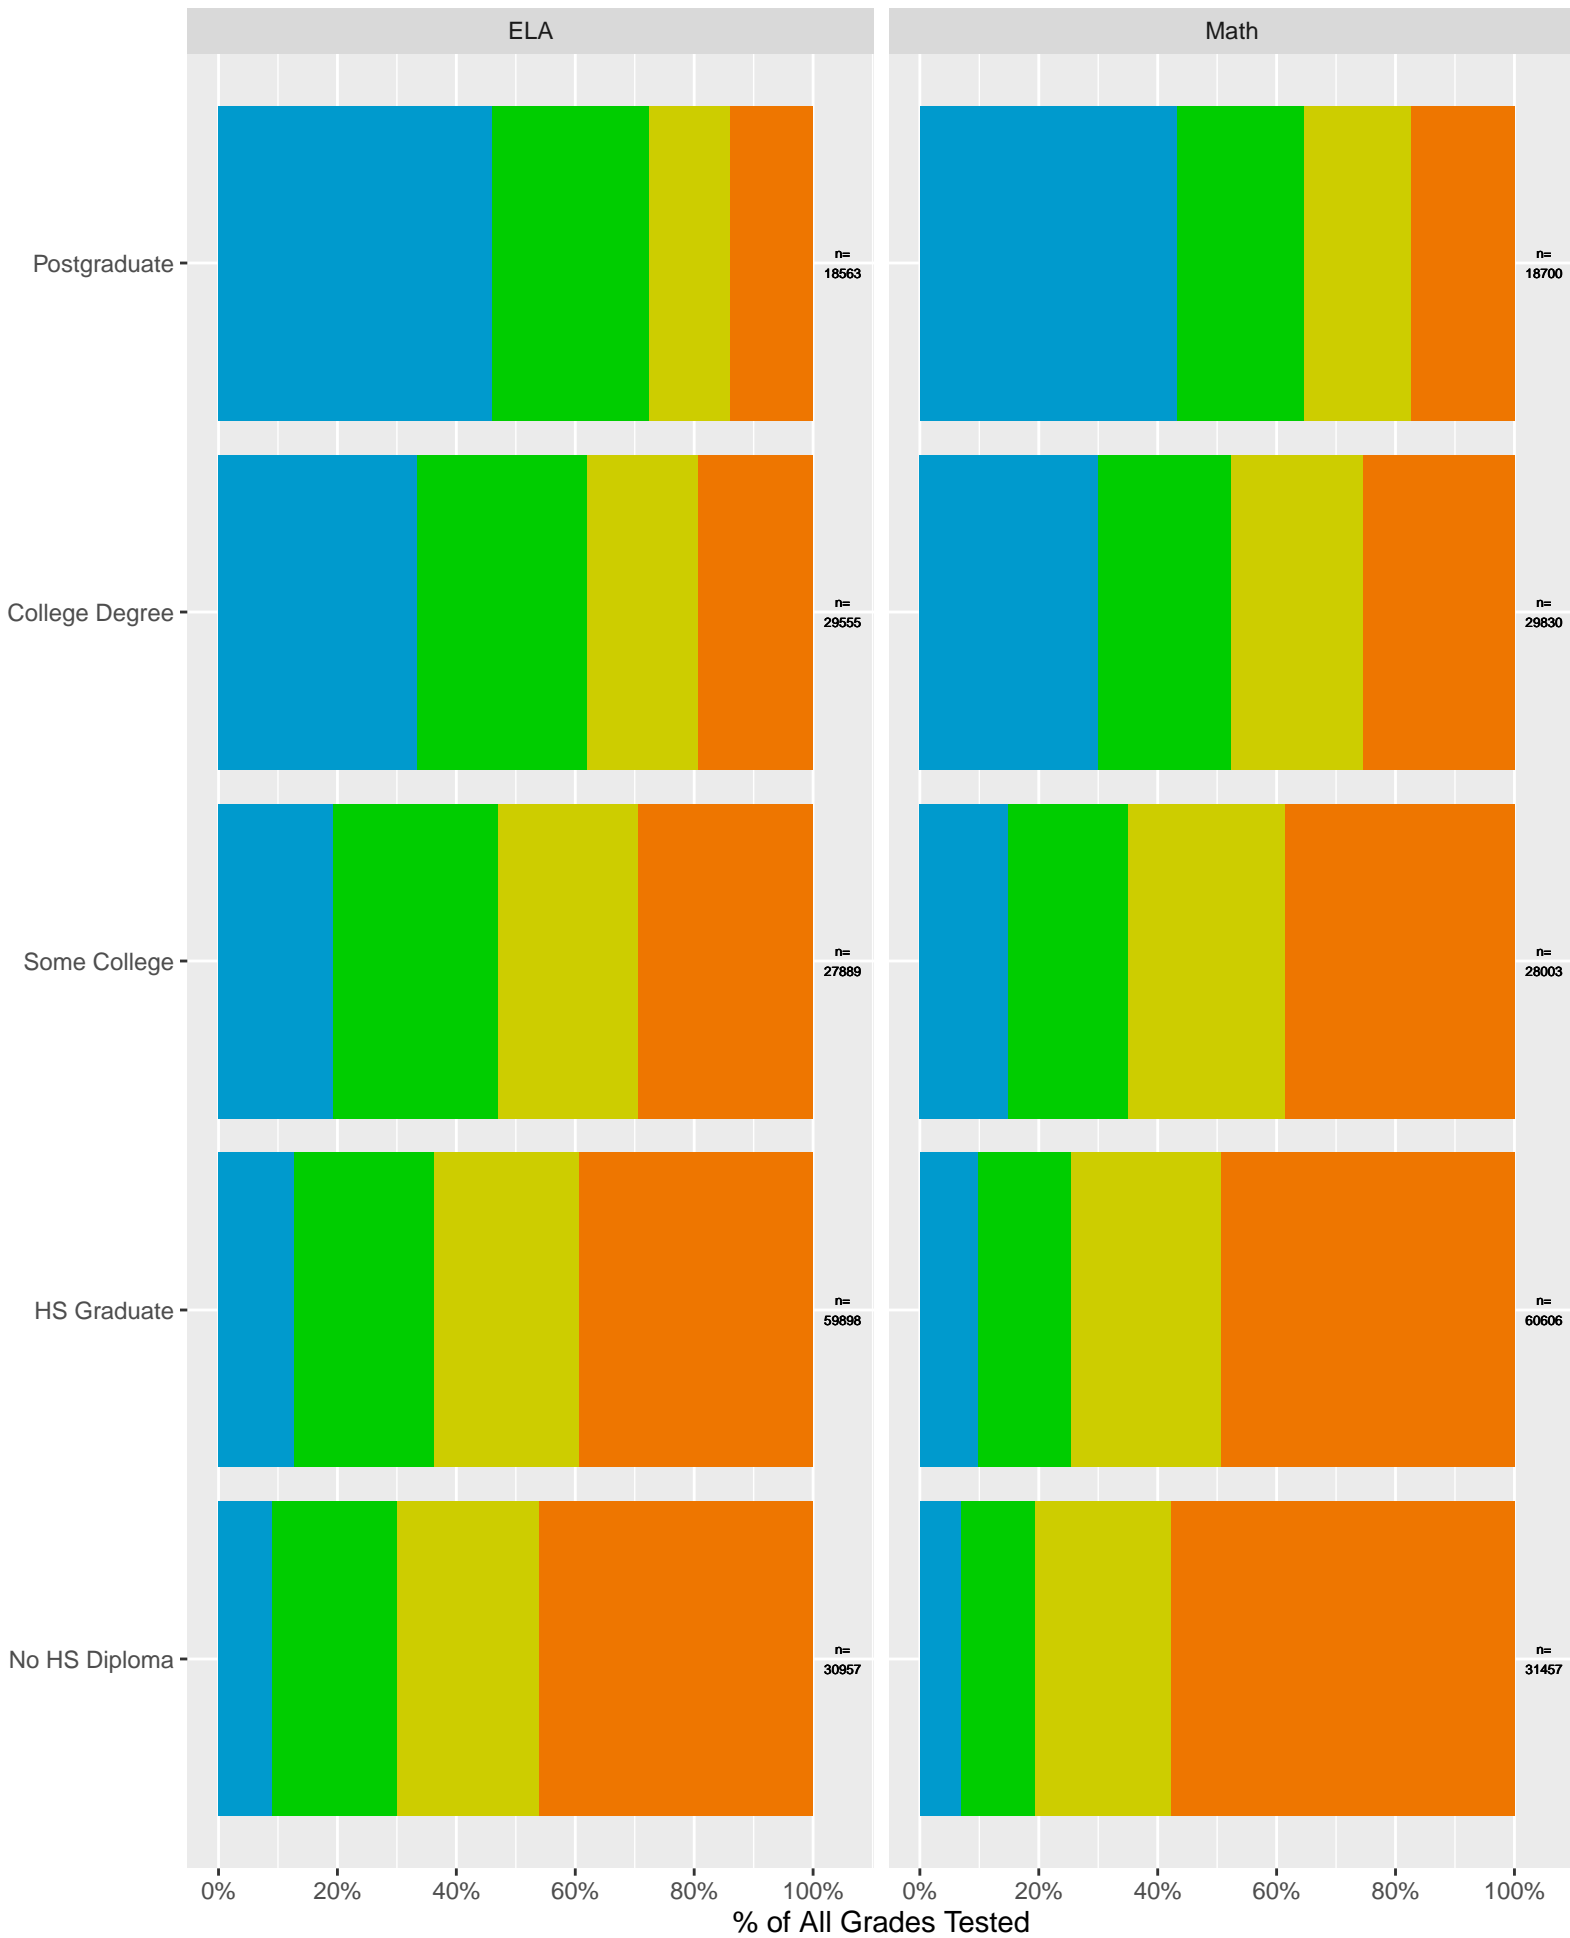 ELA
Math
Postgraduate
n=
18563
n=
18700
College Degree
n=
29555
n=
29830
Some College
n=
27889
n=
28003
HS Graduate
n=
59898
n=
60606
No HS Diploma
n=
30957
n=
31457
0% 20% 40% 60% 80% 100%
0% 20% 40% 60% 80% 100%
% of All Grades Tested